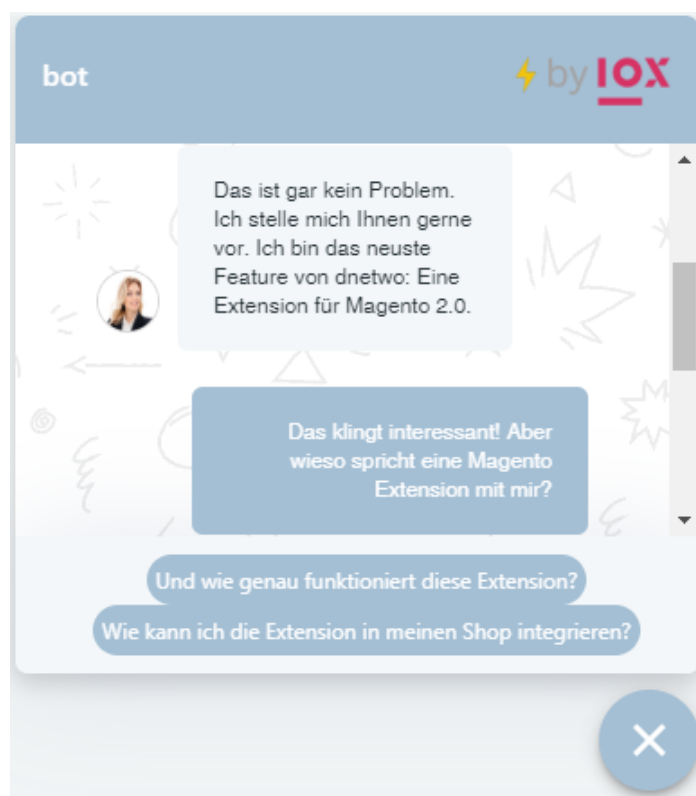 bot
by IOX
Das ist gar kein Problem.
Ich stelle mich Ihnen gerne
vor. Ich bin das neuste
Feature von dnetwo: Eine
Extension für Magento 2.0.
Das klingt interessant! Aber
wieso spricht eine Magento
Extension mit mir?
Und wie genau funktioniert diese Extension?
Wie kann ich die Extension in meinen Shop integrieren?